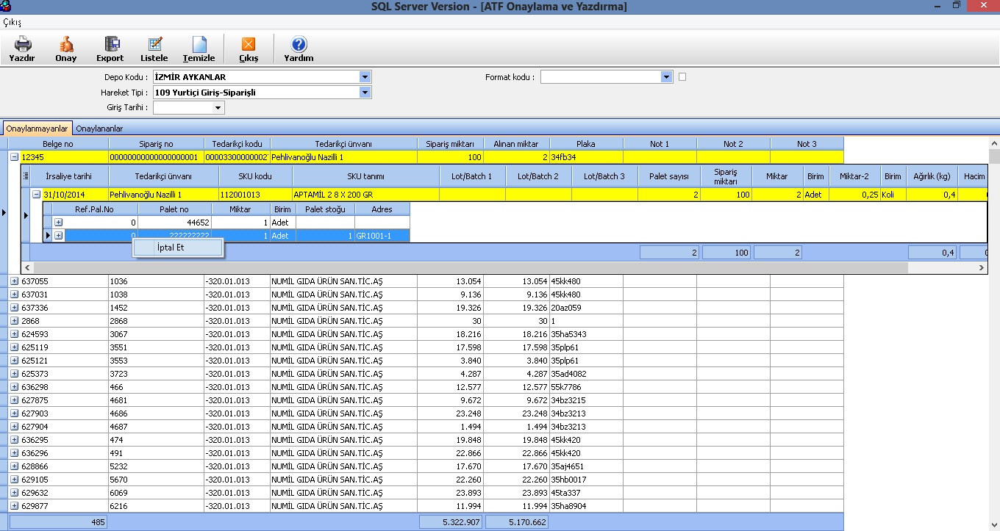 SQL Server Version - [ATF Onaylama ve Yazdırma]
Çıkış
Yazdır Onay Export Listele Temizle Çıkış Yardım
Depo Kodu : İZMİR AYKANLAR Format kodu :
Hareket Tipi : 109 Yurtiçi Giriş-Siparişli
Giriş Tarihi :
Onaylanmayanlar Onaylananlar
Belge no Sipariş no Tedarikçi kodu Tedarikçi ünvanı Sipariş miktarı Alınan miktar Plaka Not 1 Not 2 Not 3
12345 00000000000000000001 00003300000002 Pehlivanoğlu Nazilli 1 100 2 34fb34
İrsaliye tarihi Tedarikçi ünvanı SKU kodu SKU tanımı Lot/Batch 1 Lot/Batch 2 Lot/Batch 3 Palet sayısı Sipariş miktarı Miktar Birim Miktar-2 Birim Ağırlık (kg) Hacim
31/10/2014 Pehlivanoğlu Nazilli 1 112001013 APTAMİL 2 8 X 200 GR 2 100 2 Adet 0,25 Koli 0,4
Ref.Pal.No Palet no Miktar Birim Palet stoğu Adres
0 44652 1 Adet
0 222222222 1 Adet 1 GR1001-1
İptal Et
2 100 2 0,4
637055 1036 -320.01.013 NUMİL GIDA ÜRÜN SAN.TİC.AŞ 13.054 13.054 45kk480
637031 1038 -320.01.013 NUMİL GIDA ÜRÜN SAN.TİC.AŞ 9.136 9.136 45kk480
637336 1452 -320.01.013 NUMİL GIDA ÜRÜN SAN.TİC.AŞ 19.326 19.326 20az059
2868 2868 -320.01.013 NUMİL GIDA ÜRÜN SAN.TİC.AŞ 30 30 1
624593 3067 -320.01.013 NUMİL GIDA ÜRÜN SAN.TİC.AŞ 18.216 18.216 35ha5343
625119 3551 -320.01.013 NUMİL GIDA ÜRÜN SAN.TİC.AŞ 17.598 17.598 35plp61
625121 3553 -320.01.013 NUMİL GIDA ÜRÜN SAN.TİC.AŞ 3.840 3.840 35plp61
625373 3723 -320.01.013 NUMİL GIDA ÜRÜN SAN.TİC.AŞ 4.287 4.287 35ad4082
636298 466 -320.01.013 NUMİL GIDA ÜRÜN SAN.TİC.AŞ 12.577 12.577 55k7786
627875 4681 -320.01.013 NUMİL GIDA ÜRÜN SAN.TİC.AŞ 9.672 9.672 34bz3215
627903 4686 -320.01.013 NUMİL GIDA ÜRÜN SAN.TİC.AŞ 23.248 23.248 34bz3213
627904 4687 -320.01.013 NUMİL GIDA ÜRÜN SAN.TİC.AŞ 1.494 1.494 34bz3213
636295 474 -320.01.013 NUMİL GIDA ÜRÜN SAN.TİC.AŞ 19.848 19.848 45kk420
636296 491 -320.01.013 NUMİL GIDA ÜRÜN SAN.TİC.AŞ 22.866 22.866 45kk420
628866 5232 -320.01.013 NUMİL GIDA ÜRÜN SAN.TİC.AŞ 17.670 17.670 35aj4651
629105 5670 -320.01.013 NUMİL GIDA ÜRÜN SAN.TİC.AŞ 22.260 22.260 35hb0017
629632 6069 -320.01.013 NUMİL GIDA ÜRÜN SAN.TİC.AŞ 23.893 23.893 45ta337
629877 6216 -320.01.013 NUMİL GIDA ÜRÜN SAN.TİC.AŞ 11.994 11.994 35ha8904
485 5.322.907 5.170.662